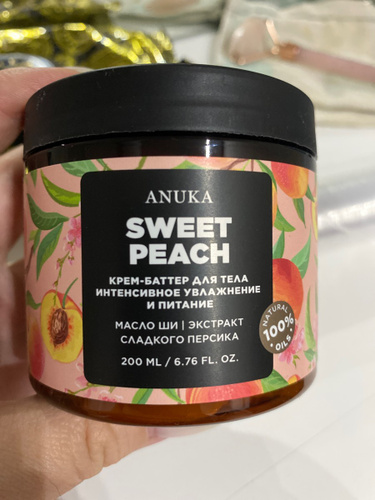 ANUKA
SWEET
PEACH
КРЕМ-БАТТЕР ДЛЯ ТЕЛА
ИНТЕНСИВНОЕ УВЛАЖНЕНИЕ
И ПИТАНИЕ
МАСЛО ШИ | ЭКСТРАКТ
СЛАДКОГО ПЕРСИКА
200 ML / 6.76 FL. OZ.
NATURAL
100%
OILS